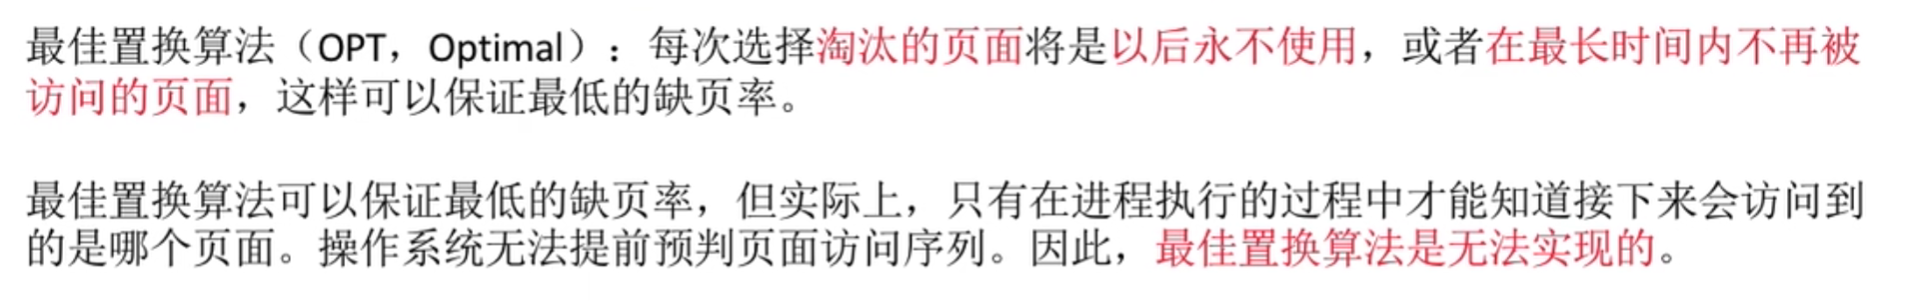 最佳置换算法（OPT，Optimal）：每次选择淘汰的页面将是以后永不使用，或者在最长时间内不再被
访问的页面，这样可以保证最低的缺页率。
最佳置换算法可以保证最低的缺页率，但实际上，只有在进程执行的过程中才能知道接下来会访问到
的是哪个页面。操作系统无法提前预判页面访问序列。因此，最佳置换算法是无法实现的。